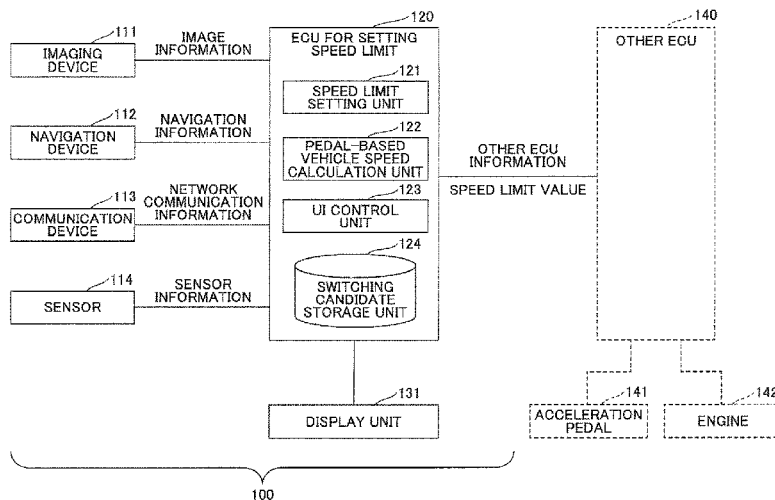 111
IMAGING
DEVICE
IMAGE
INFORMATION
112
NAVIGATION
DEVICE
NAVIGATION
INFORMATION
113
COMMUNICATION
DEVICE
NETWORK
COMMUNICATION
INFORMATION
114
SENSOR
SENSOR
INFORMATION
120
ECU FOR SETTING
SPEED LIMIT
121
SPEED LIMIT
SETTING UNIT
122
PEDAL-BASED
VEHICLE SPEED
CALCULATION UNIT
123
UI CONTROL
UNIT
124
SWITCHING
CANDIDATE
STORAGE UNIT
131
DISPLAY UNIT
OTHER ECU
INFORMATION
SPEED LIMIT VALUE
140
OTHER ECU
141
ACCELERATION
PEDAL
142
ENGINE
100